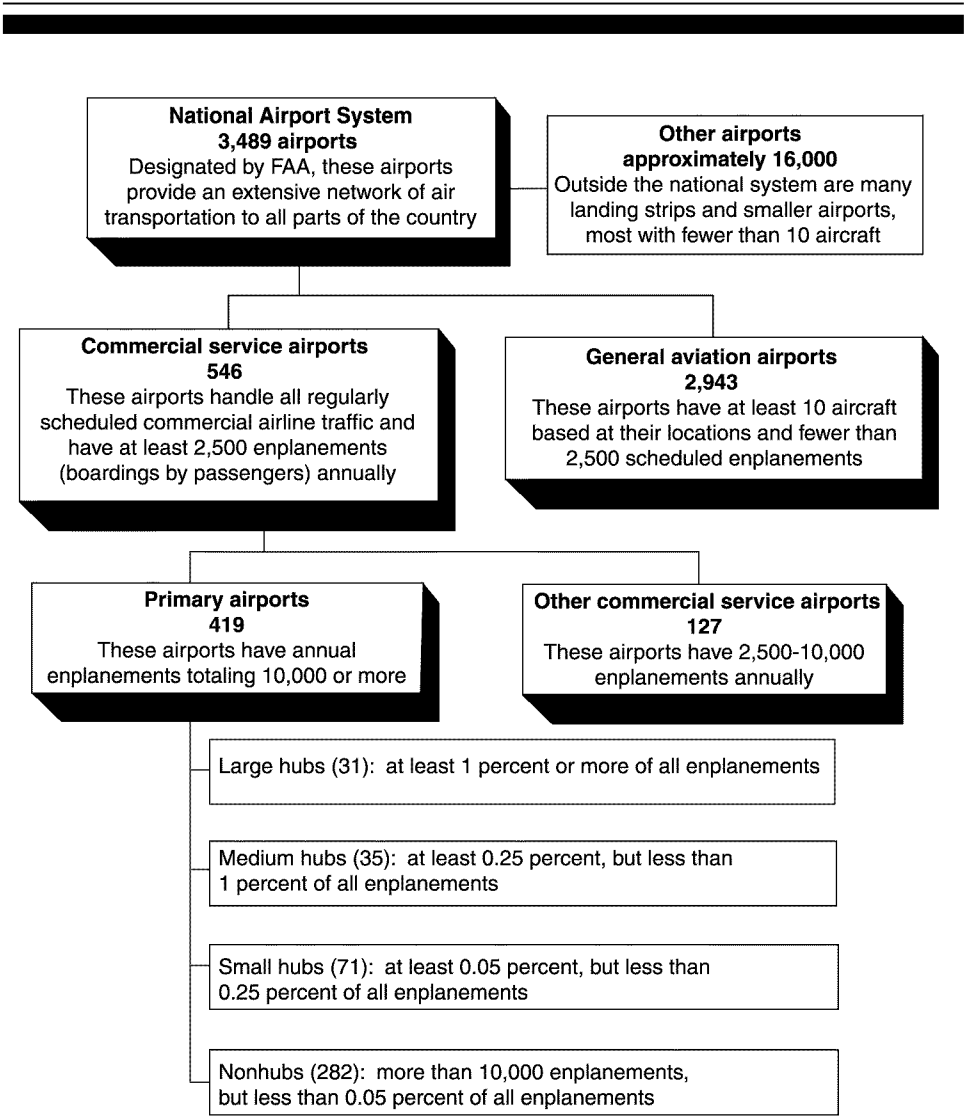 National Airport System
3,489 airports
Designated by FAA, these airports
provide an extensive network of air
transportation to all parts of the country
Other airports
approximately 16,000
Outside the national system are many
landing strips and smaller airports,
most with fewer than 10 aircraft
Commercial service airports
546
These airports handle all regularly
scheduled commercial airline traffic and
have at least 2,500 enplanements
(boardings by passengers) annually
General aviation airports
2,943
These airports have at least 10 aircraft
based at their locations and fewer than
2,500 scheduled enplanements
Primary airports
419
These airports have annual
enplanements totaling 10,000 or more
Other commercial service airports
127
These airports have 2,500-10,000
enplanements annually
Large hubs (31): at least 1 percent or more of all enplanements
Medium hubs (35): at least 0.25 percent, but less than
1 percent of all enplanements
Small hubs (71): at least 0.05 percent, but less than
0.25 percent of all enplanements
Nonhubs (282): more than 10,000 enplanements,
but less than 0.05 percent of all enplanements